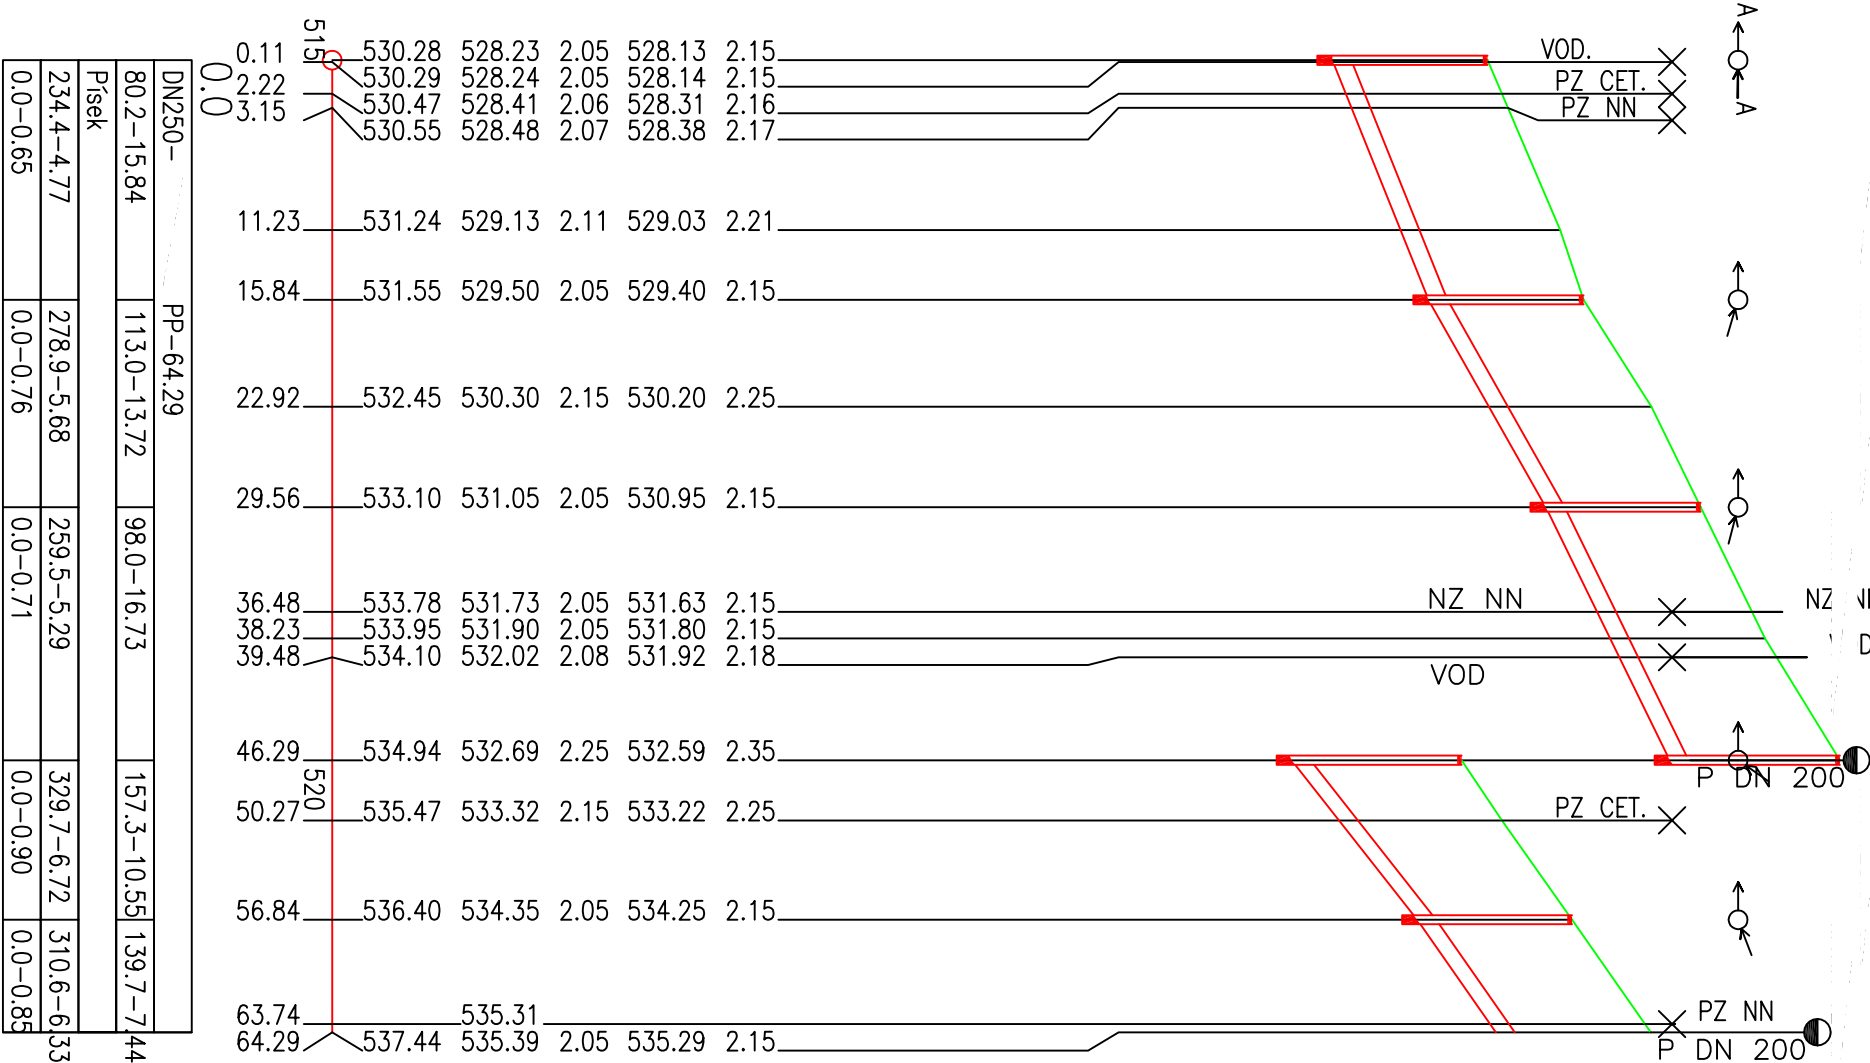 515
0.11 530.28 528.23 2.05 528.13 2.15 VOD. A
2.22 530.29 528.24 2.05 528.14 2.15 PZ CET.
3.15 530.47 528.41 2.06 528.31 2.16 PZ NN A
530.55 528.48 2.07 528.38 2.17
0.0
11.23 531.24 529.13 2.11 529.03 2.21
15.84 531.55 529.50 2.05 529.40 2.15
22.92 532.45 530.30 2.15 530.20 2.25
29.56 533.10 531.05 2.05 530.95 2.15
36.48 533.78 531.73 2.05 531.63 2.15 NZ NN NZ
38.23 533.95 531.90 2.05 531.80 2.15
39.48 534.10 532.02 2.08 531.92 2.18 VOD
46.29 534.94 532.69 2.25 532.59 2.35
P DN 200
520
50.27 535.47 533.32 2.15 533.22 2.25 PZ CET.
56.84 536.40 534.35 2.05 534.25 2.15
63.74 535.31 PZ NN
64.29 537.44 535.39 2.05 535.29 2.15 P DN 200
DN250- PP-64.29
80.2-15.84 113.0-13.72 98.0-16.73 157.3-10.55 139.7-7.44
Písek
234.4-4.77 278.9-5.68 259.5-5.29 329.7-6.72 310.6-6.33
0.0-0.65 0.0-0.76 0.0-0.71 0.0-0.90 0.0-0.85